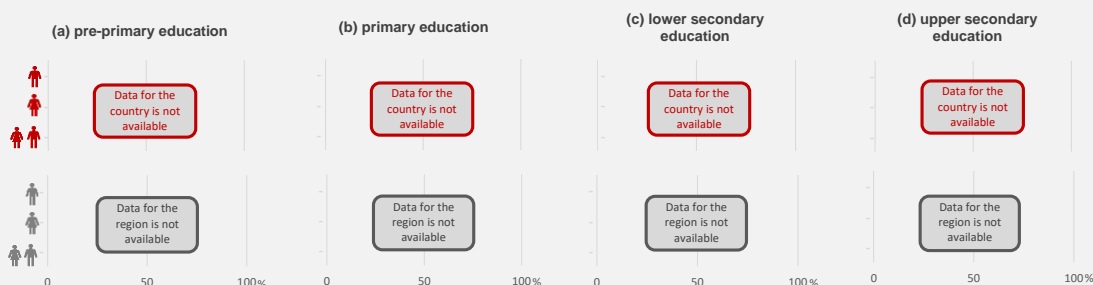 (a) pre-primary education
(b) primary education
(c) lower secondary
education
(d) upper secondary
education
Data for the
country is not
available
Data for the
country is not
available
Data for the
country is not
available
Data for the
country is not
available
Data for the
region is not
available
Data for the
region is not
available
Data for the
region is not
available
Data for the
region is not
available
0 50 100%
0 50 100%
0 50 100%
0 50 100%